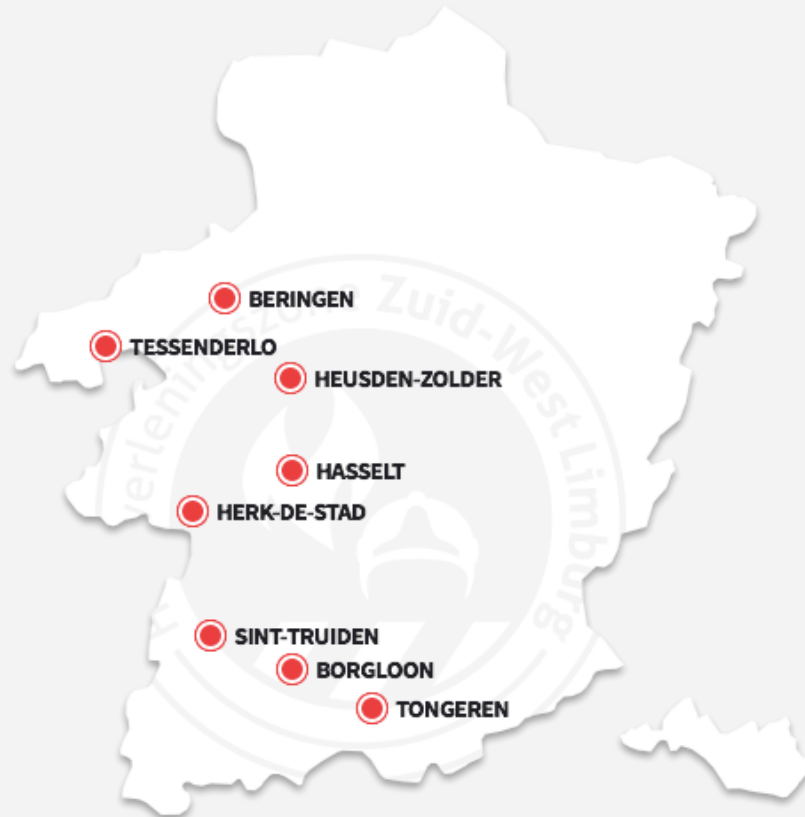 BERINGEN
TESSENDERLO
HEUSDEN-ZOLDER
HASSELT
HERK-DE-STAD
SINT-TRUIDEN
BORGLOON
TONGEREN
Zuid-West Limburg